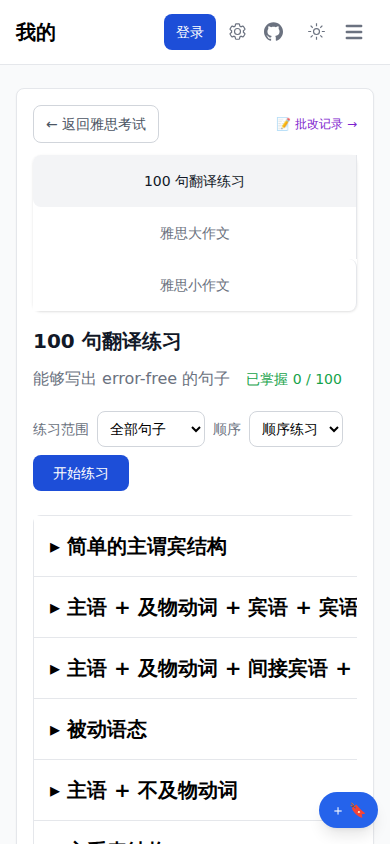 我的
登录
← 返回雅思考试
📝 批改记录 →
100 句翻译练习
雅思大作文
雅思小作文
100 句翻译练习
能够写出 error-free 的句子 已掌握 0 / 100
练习范围 全部句子 顺序 顺序练习
开始练习
▸ 简单的主谓宾结构
▸ 主语 + 及物动词 + 宾语 + 宾语
▸ 主语 + 及物动词 + 间接宾语 +
▸ 被动语态
▸ 主语 + 不及物动词
+ 🔖